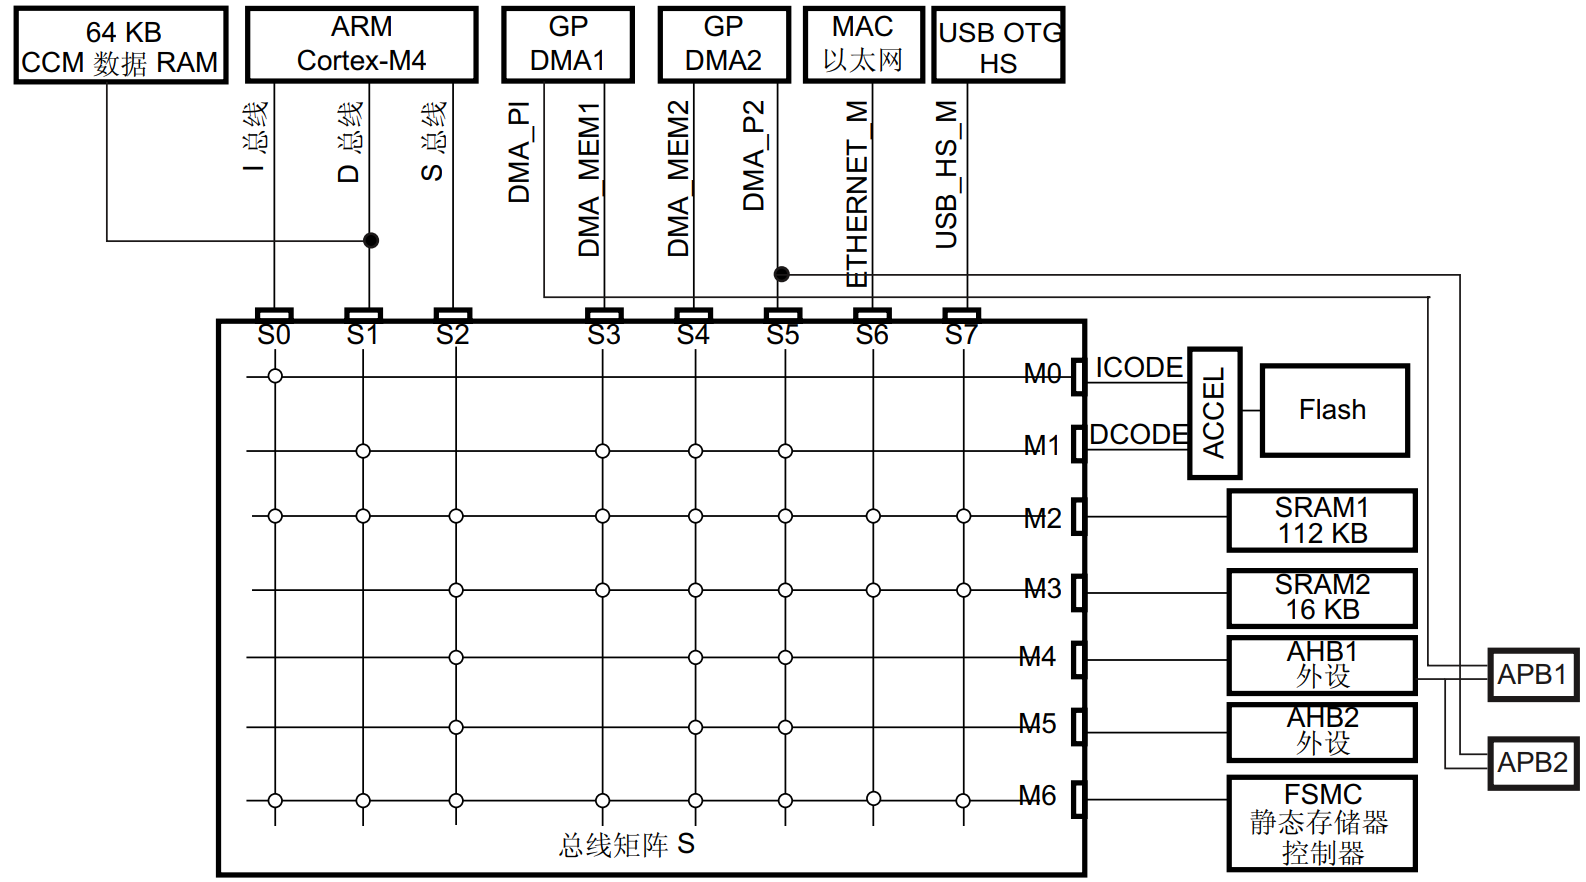 64 KB
CCM 数据 RAM
ARM
Cortex-M4
GP
DMA1
GP
DMA2
MAC
以太网
USB OTG
HS
I 总线
D 总线
S 总线
DMA_PI
DMA_MEM1
DMA_MEM2
DMA_P2
ETHERNET_M
USB_HS_M
S0
S1
S2
S3
S4
S5
S6
S7
M0
ICODE
M1
DCODE
ACCEL
Flash
M2
SRAM1
112 KB
M3
SRAM2
16 KB
M4
AHB1
外设
APB1
M5
AHB2
外设
APB2
M6
FSMC
静态存储器
控制器
总线矩阵 S